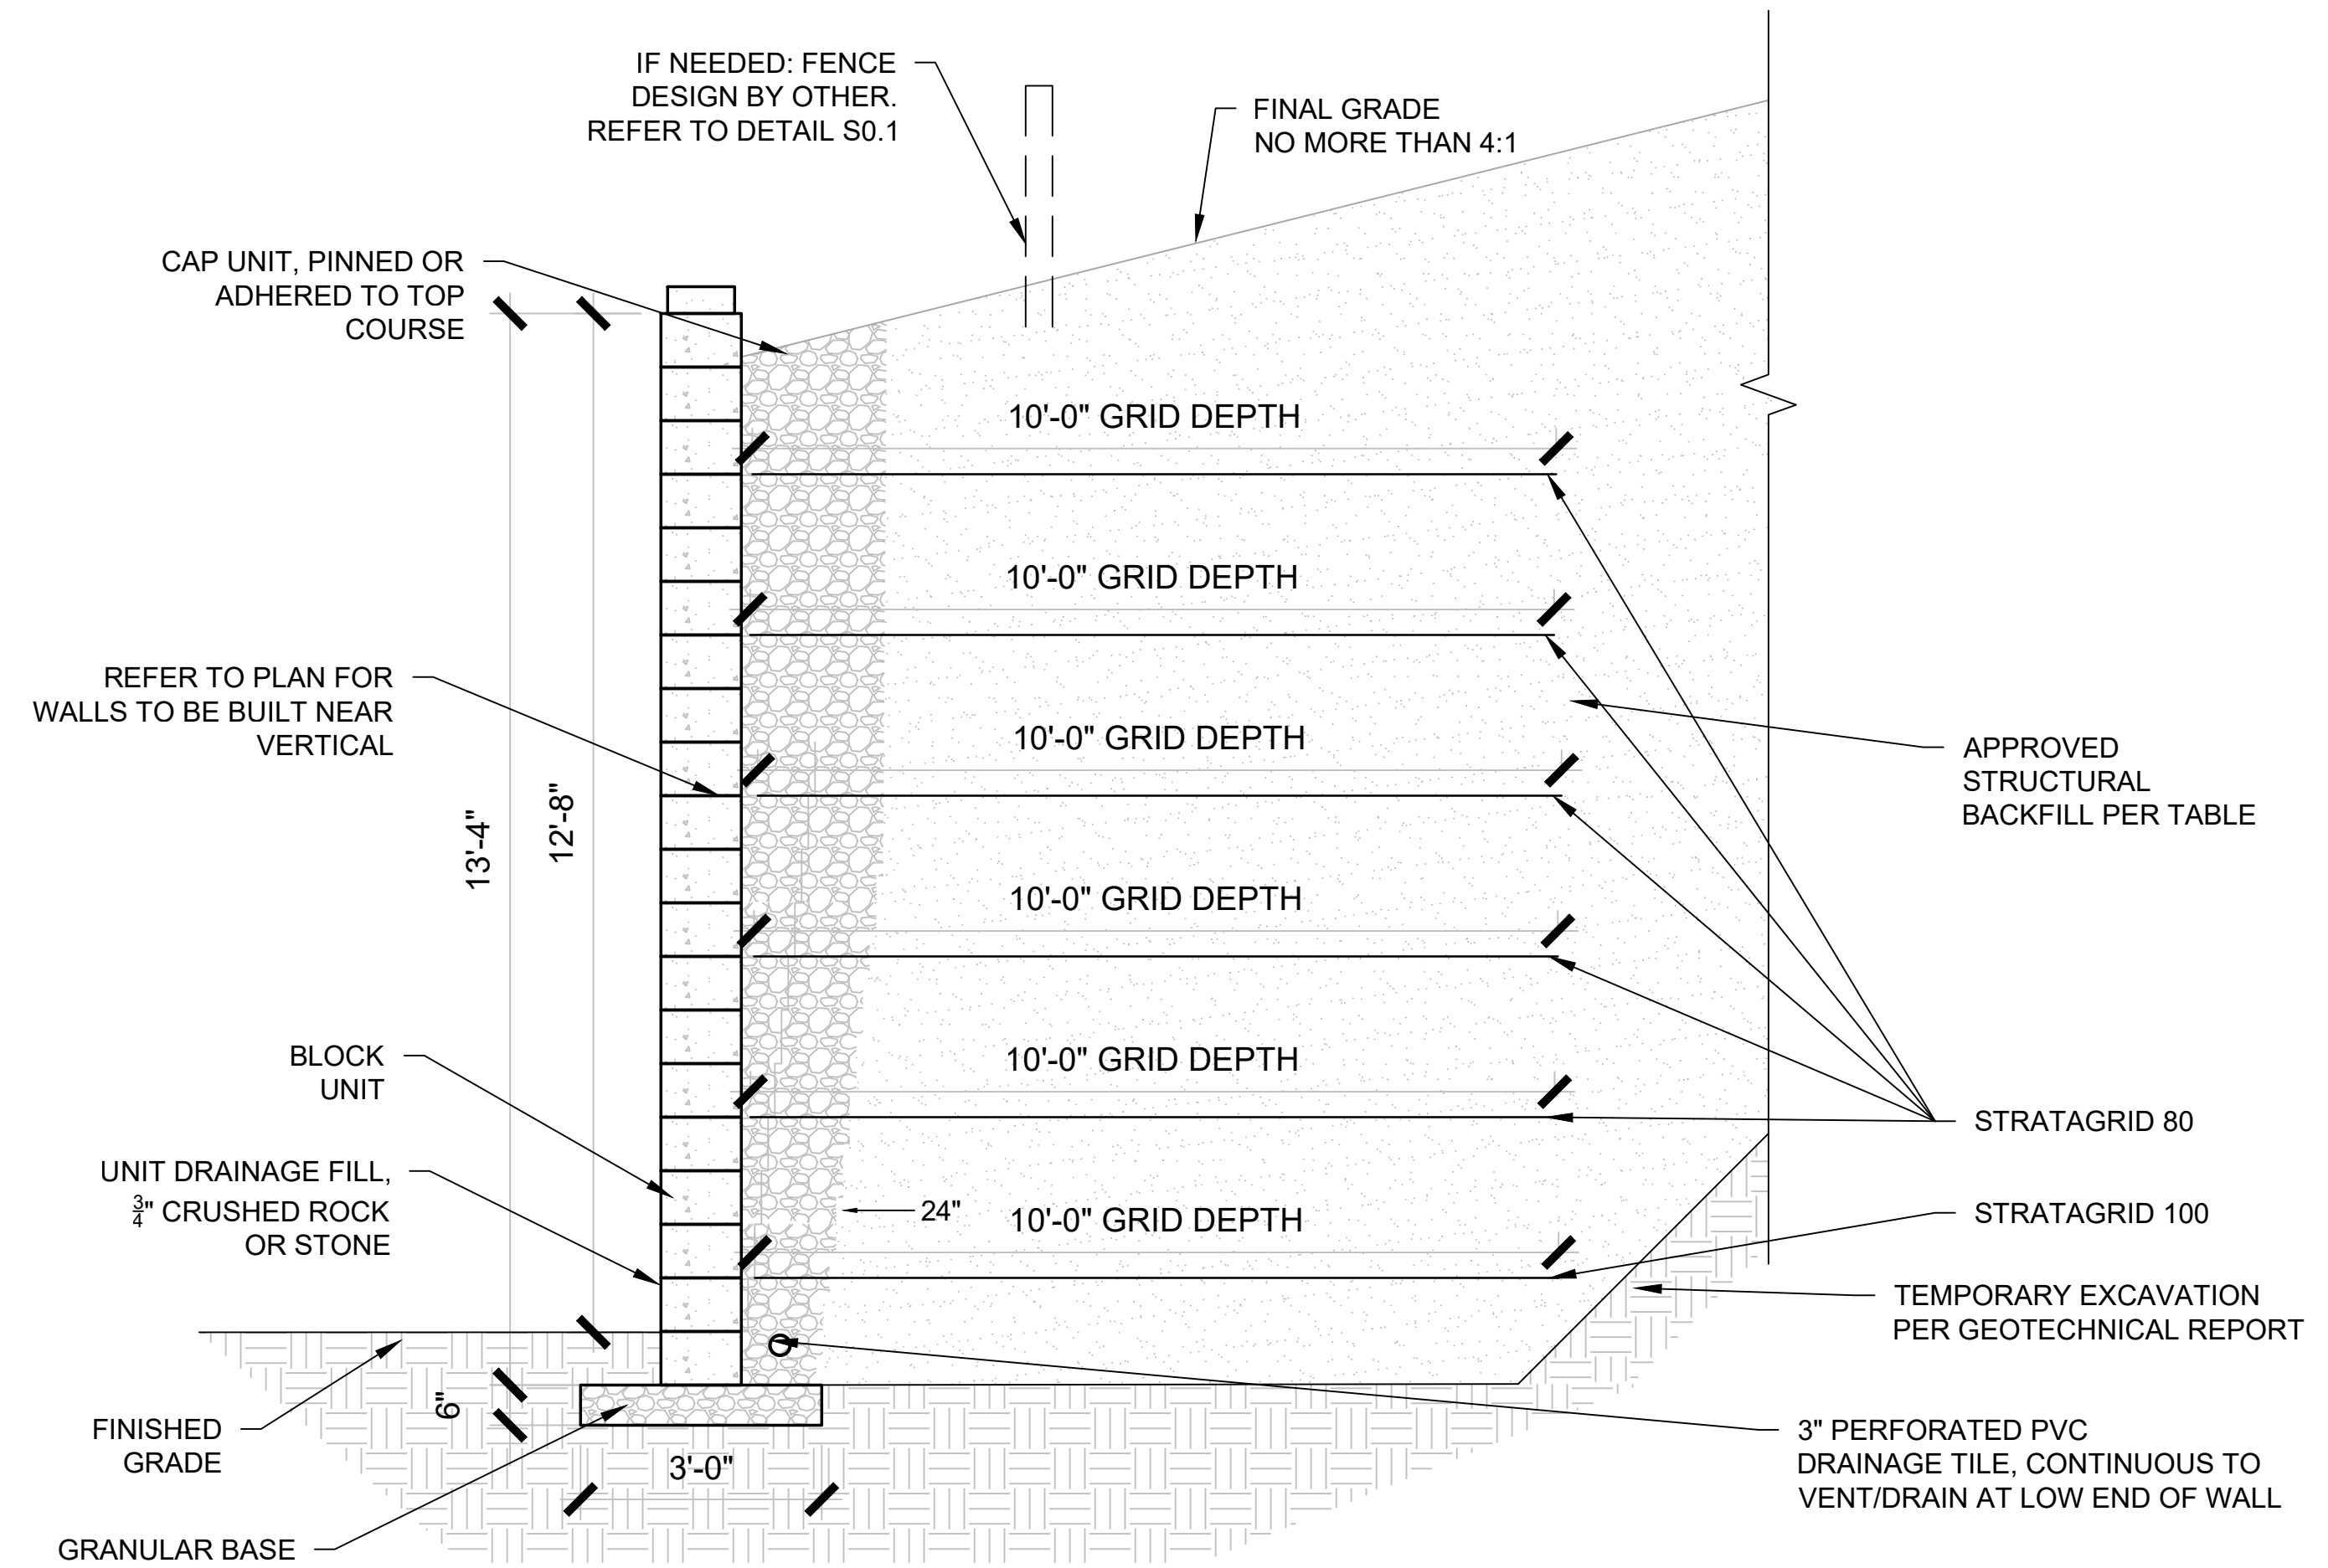 IF NEEDED: FENCE
DESIGN BY OTHER.
REFER TO DETAIL S0.1
FINAL GRADE
NO MORE THAN 4:1
CAP UNIT, PINNED OR
ADHERED TO TOP
COURSE
10'-0" GRID DEPTH
10'-0" GRID DEPTH
REFER TO PLAN FOR
WALLS TO BE BUILT NEAR
VERTICAL
10'-0" GRID DEPTH
APPROVED
STRUCTURAL
BACKFILL PER TABLE
13'-4"
12'-8"
10'-0" GRID DEPTH
BLOCK
UNIT
10'-0" GRID DEPTH
STRATAGRID 80
UNIT DRAINAGE FILL,
3/4" CRUSHED ROCK
OR STONE
24"
10'-0" GRID DEPTH
STRATAGRID 100
TEMPORARY EXCAVATION
PER GEOTECHNICAL REPORT
6"
FINISHED
GRADE
3'-0"
3" PERFORATED PVC
DRAINAGE TILE, CONTINUOUS TO
VENT/DRAIN AT LOW END OF WALL
GRANULAR BASE